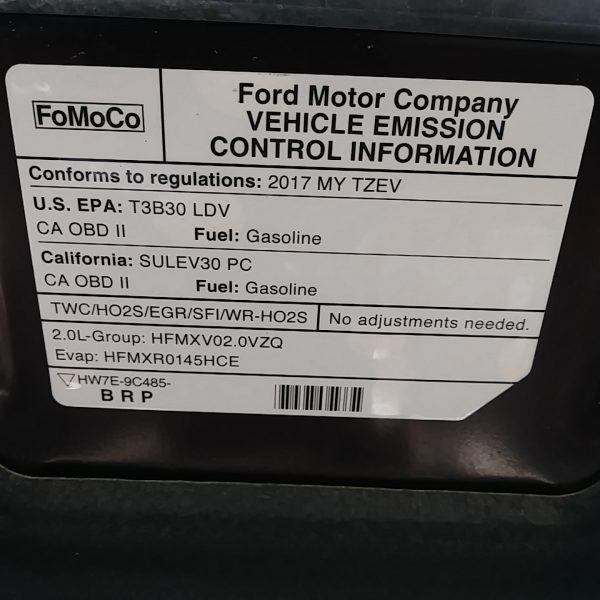 FoMoCo
Ford Motor Company
VEHICLE EMISSION
CONTROL INFORMATION
Conforms to regulations: 2017 MY TZEV
U.S. EPA: T3B30 LDV
CA OBD II Fuel: Gasoline
California: SULEV30 PC
CA OBD II Fuel: Gasoline
TWC/HO2S/EGR/SFI/WR-HO2S No adjustments needed.
2.0L-Group: HFMXV02.0VZQ
Evap: HFMXR0145HCE
HW7E-9C485-
BRP